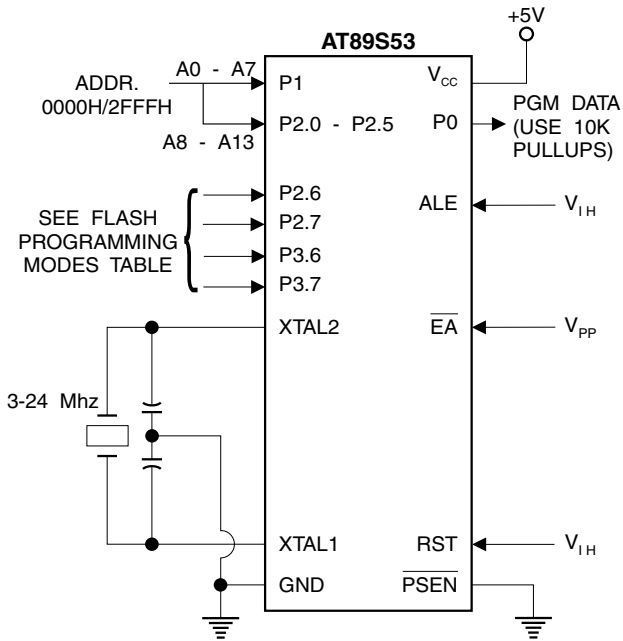 +5V
AT89S53
A0 - A7
ADDR.
0000H/2FFFH
P1
VCC
PGM DATA
(USE 10K
PULLUPS)
P2.0 - P2.5
P0
A8 - A13
P2.6
SEE FLASH
PROGRAMMING
MODES TABLE
P2.7
P3.6
P3.7
ALE
VIH
XTAL2
EA
VPP
3-24 Mhz
XTAL1
RST
VIH
GND
PSEN